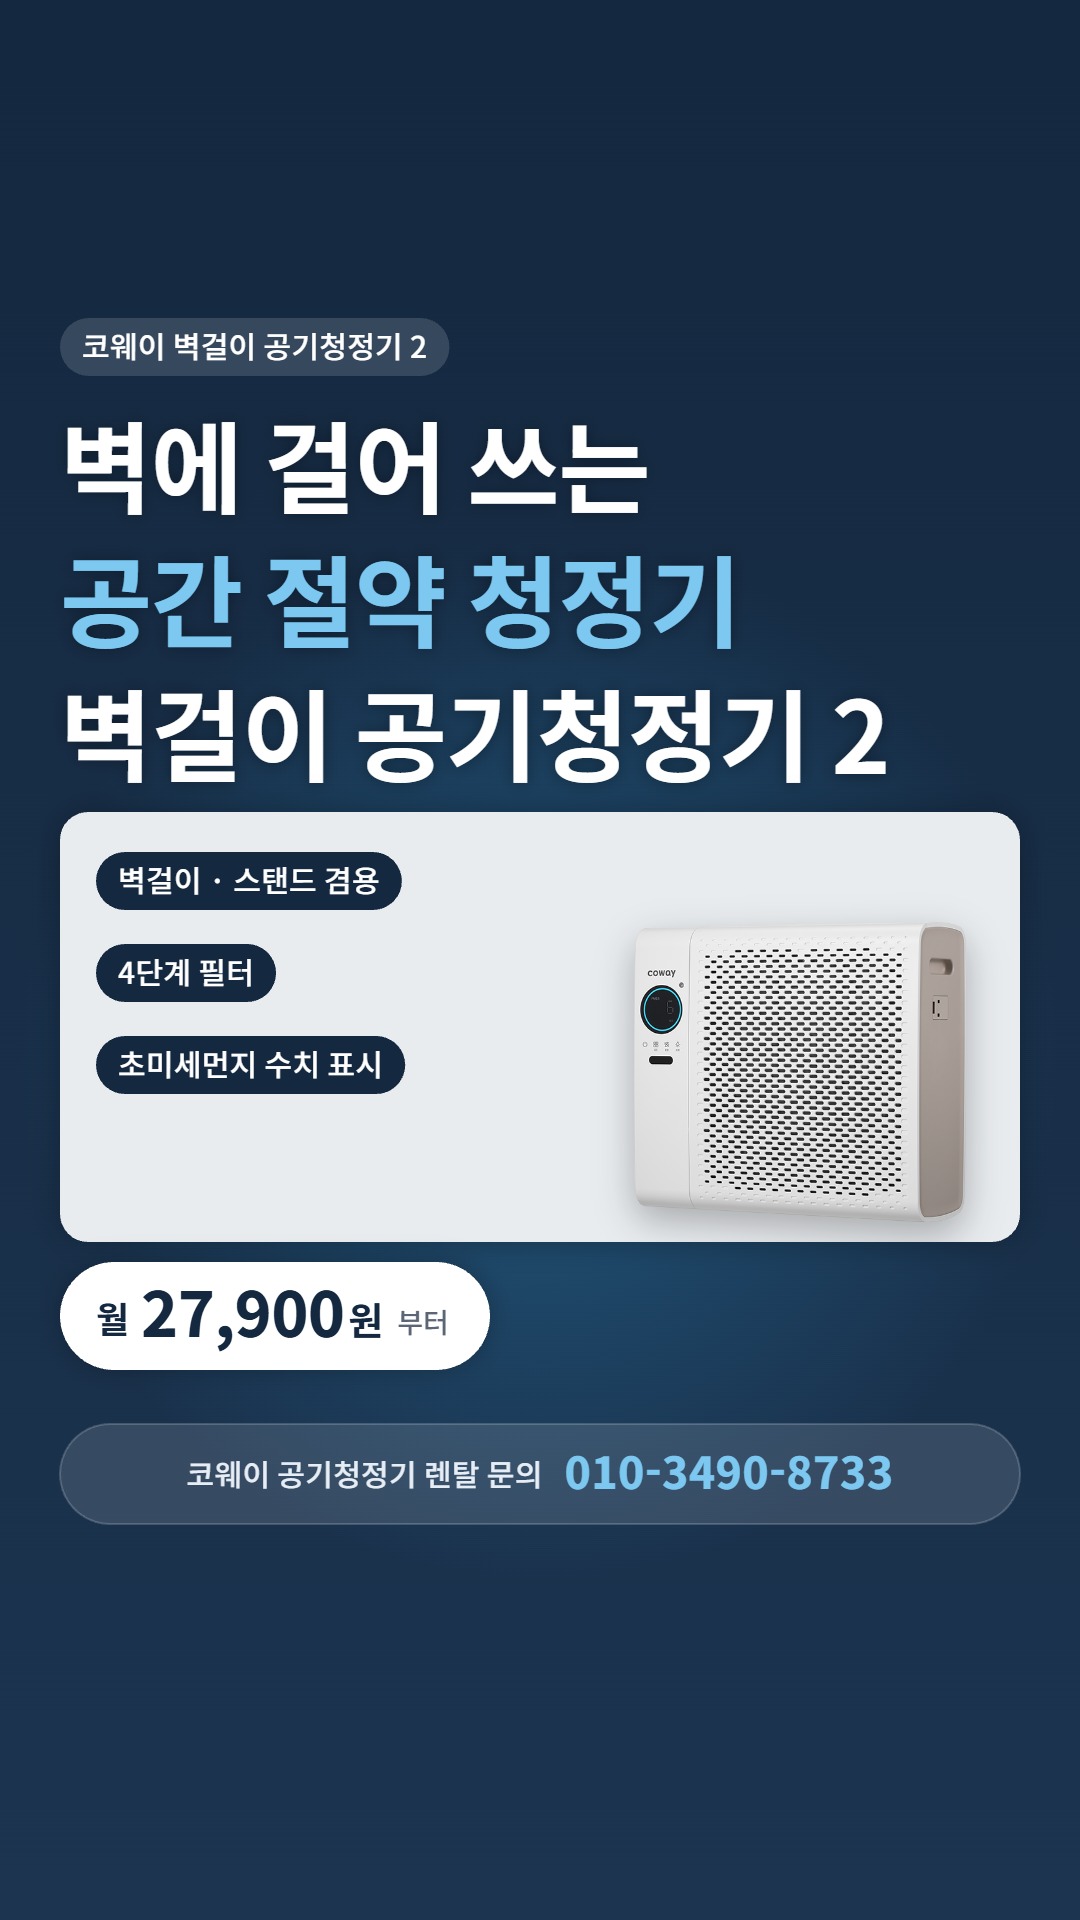 코웨이 벽걸이 공기청정기 2
벽에 걸어 쓰는
공간 절약 청정기
벽걸이 공기청정기 2
벽걸이 · 스탠드 겸용
4단계 필터
초미세먼지 수치 표시
coway
월 27,900원 부터
코웨이 공기청정기 렌탈 문의 010-3490-8733